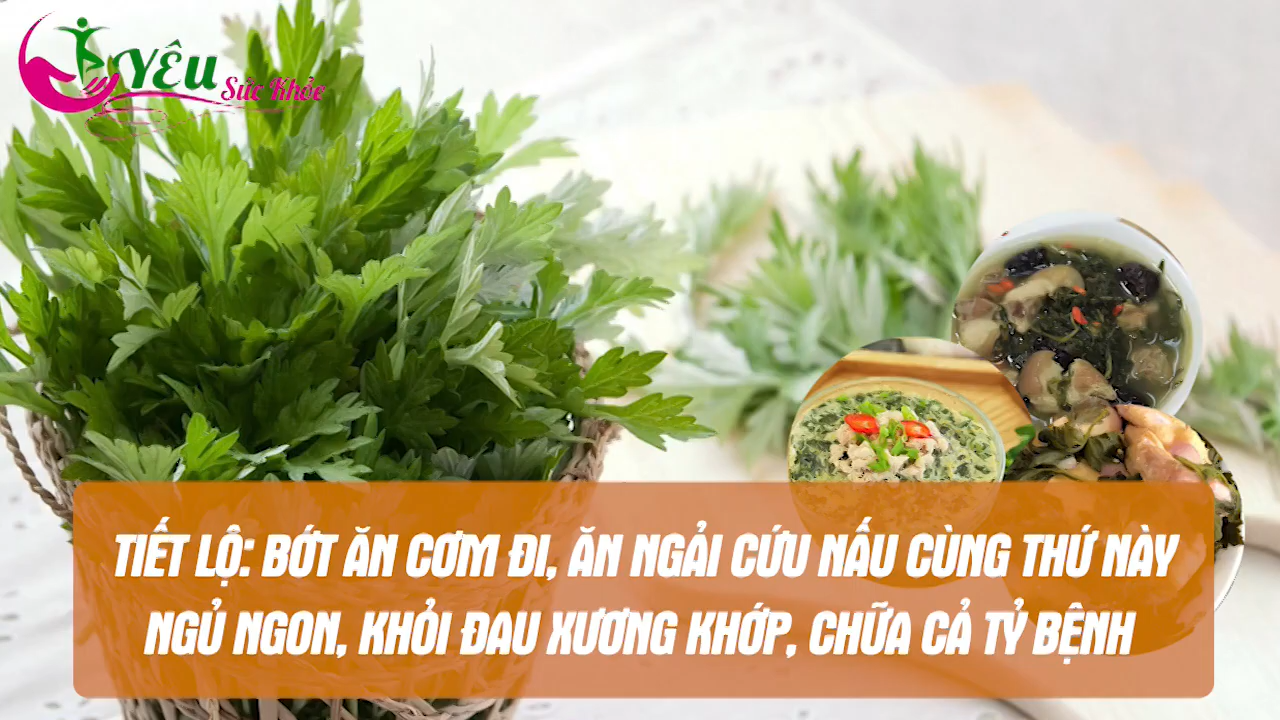 YÊU
Sức Khỏe
TIẾT LỘ: BỚT ĂN CƠM ĐI, ĂN NGẢI CỨU NẤU CÙNG THỨ NÀY
NGỦ NGON, KHỎI ĐAU XƯƠNG KHỚP, CHỮA CẢ TỶ BỆNH